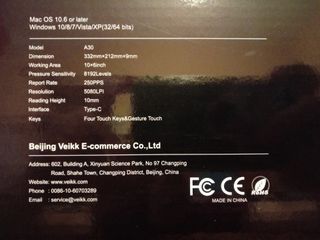 Mac OS 10.6 or later
Windows 10/8/7/Vista/XP(32/64 bits)
Model A30
Dimension 332mm×212mm×9mm
Working Area 10×6inch
Pressure Sensitivity 8192Levels
Report Rate 250PPS
Resolution 5080LPI
Reading Height 10mm
Interface Type-C
Keys Four Touch Keys&Gesture Touch
Beijing Veikk E-commerce Co.,Ltd
Address: 602, Building A, Xinyuan Science Park, No 97 Changping
Road, Shahe Town, Changping District, Beijing, China
Website: www.veikk.com
Phone : 0086-10-60703289
Email : service@veikk.com
FC CE RoHS